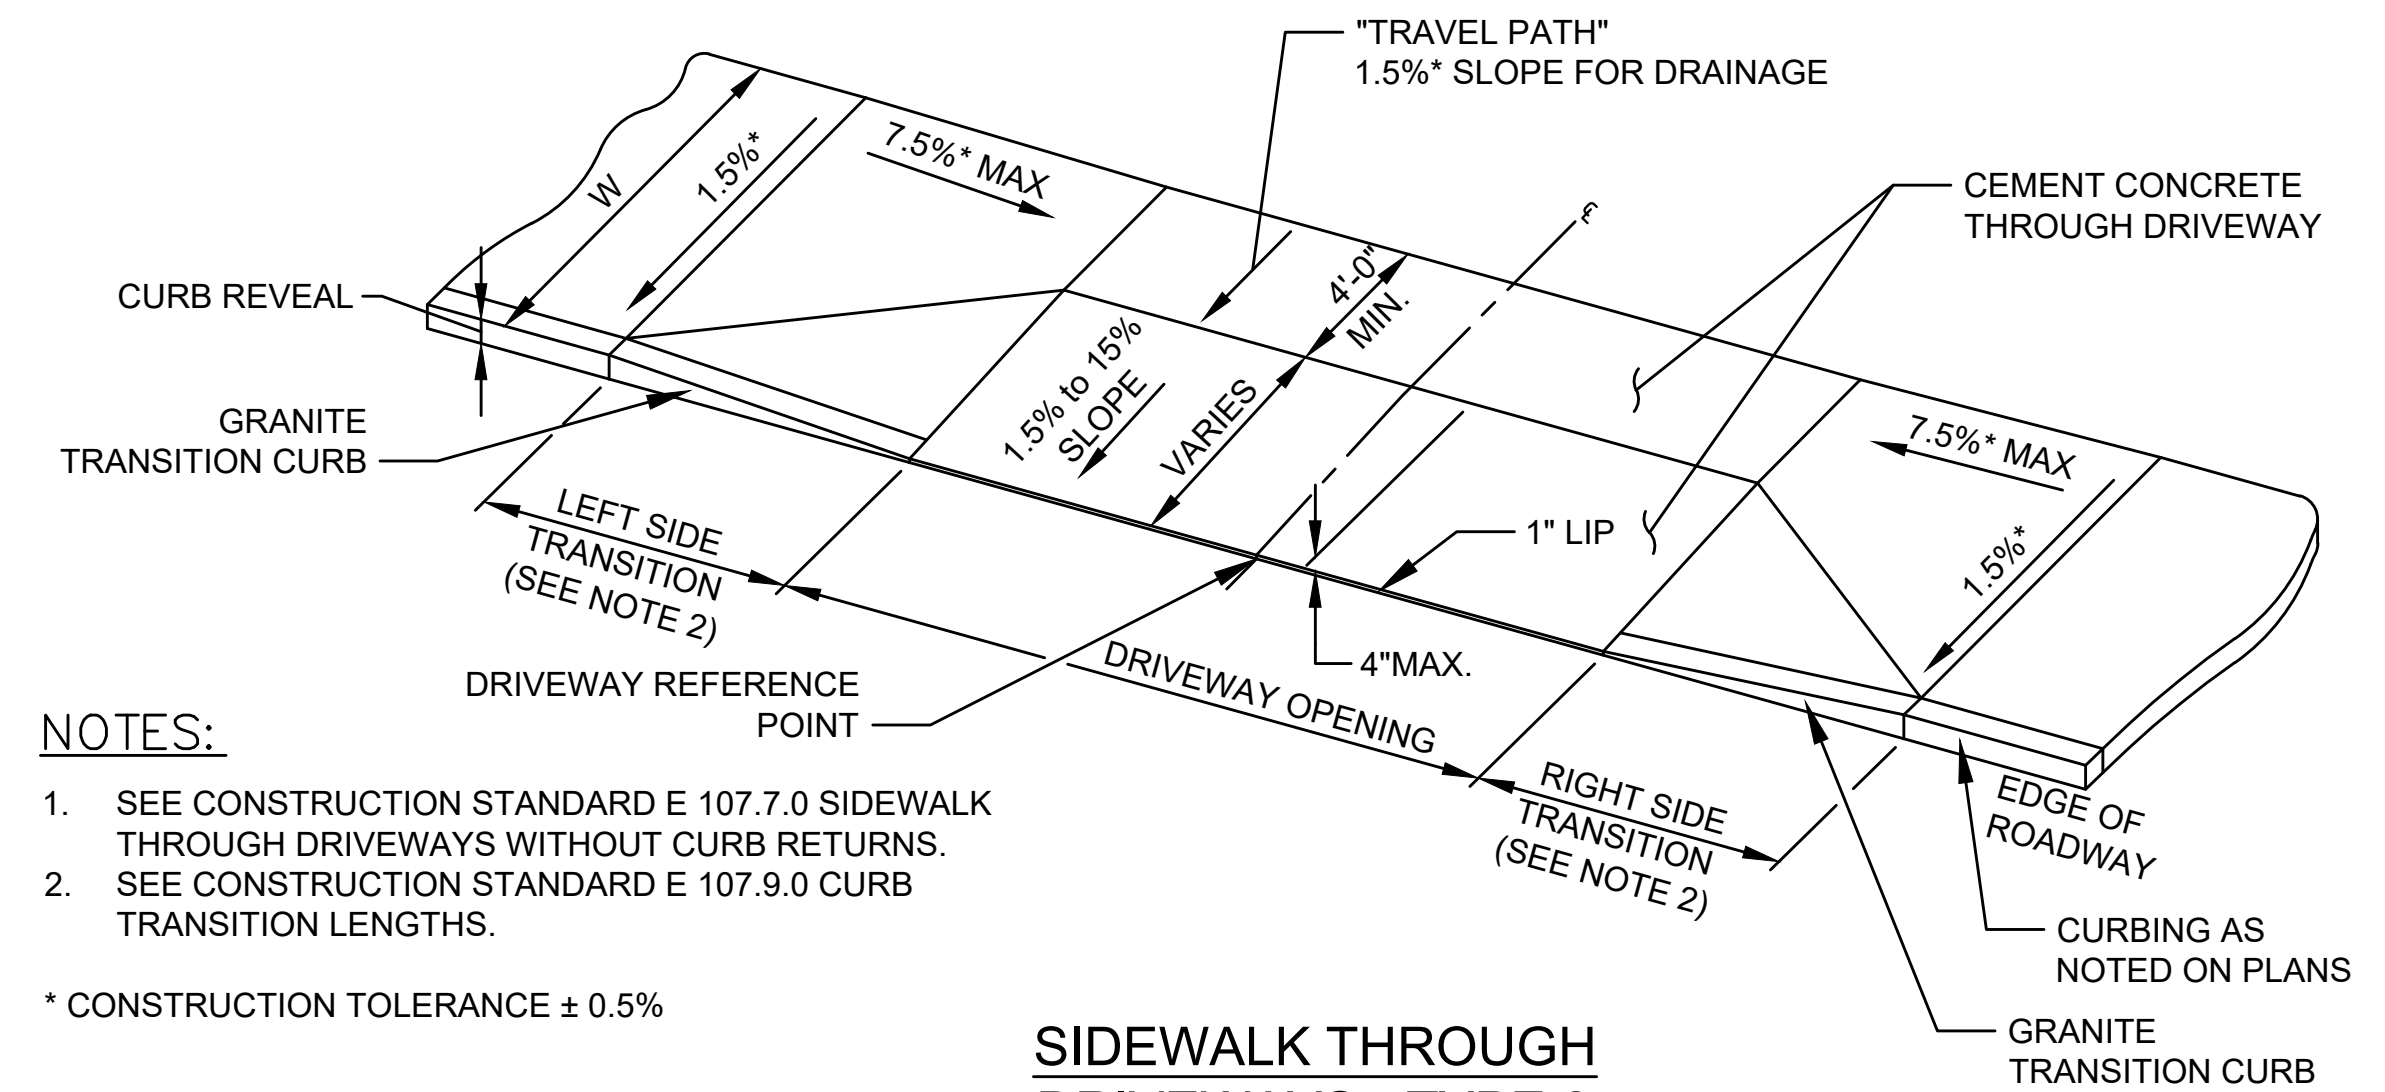 "TRAVEL PATH"
1.5%* SLOPE FOR DRAINAGE
W
1.5%*
7.5%* MAX
℄
CEMENT CONCRETE
THROUGH DRIVEWAY
CURB REVEAL
4'-0"
MIN.
1.5% to 15%
SLOPE
VARIES
GRANITE
TRANSITION CURB
7.5%* MAX
1.5%*
LEFT SIDE
TRANSITION
(SEE NOTE 2)
1" LIP
4"MAX.
DRIVEWAY REFERENCE
POINT
DRIVEWAY OPENING
RIGHT SIDE
TRANSITION
(SEE NOTE 2)
EDGE OF
ROADWAY
CURBING AS
NOTED ON PLANS
GRANITE
TRANSITION CURB
NOTES:
1. SEE CONSTRUCTION STANDARD E 107.7.0 SIDEWALK
THROUGH DRIVEWAYS WITHOUT CURB RETURNS.
2. SEE CONSTRUCTION STANDARD E 107.9.0 CURB
TRANSITION LENGTHS.
* CONSTRUCTION TOLERANCE ± 0.5%
SIDEWALK THROUGH